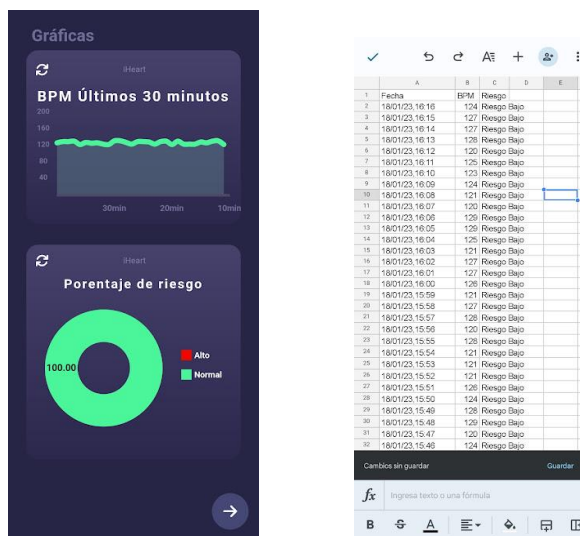 Gráficas
iHeart
BPM Últimos 30 minutos
200
160
120
80
40
30min 20min 10min
iHeart
Porentaje de riesgo
100.00
Alto
Normal
A B C D E
1 Fecha BPM Riesgo
2 18/01/23,16:16 124 Riesgo Bajo
3 18/01/23,16:15 127 Riesgo Bajo
4 18/01/23,16:14 127 Riesgo Bajo
5 18/01/23,16:13 128 Riesgo Bajo
6 18/01/23,16:12 120 Riesgo Bajo
7 18/01/23,16:11 125 Riesgo Bajo
8 18/01/23,16:10 123 Riesgo Bajo
9 18/01/23,16:09 124 Riesgo Bajo
10 18/01/23,16:08 121 Riesgo Bajo
11 18/01/23,16:07 120 Riesgo Bajo
12 18/01/23,16:06 129 Riesgo Bajo
13 18/01/23,16:05 129 Riesgo Bajo
14 18/01/23,16:04 125 Riesgo Bajo
15 18/01/23,16:03 121 Riesgo Bajo
16 18/01/23,16:02 127 Riesgo Bajo
17 18/01/23,16:01 127 Riesgo Bajo
18 18/01/23,16:00 126 Riesgo Bajo
19 18/01/23,15:59 121 Riesgo Bajo
20 18/01/23,15:58 127 Riesgo Bajo
21 18/01/23,15:57 128 Riesgo Bajo
22 18/01/23,15:56 120 Riesgo Bajo
23 18/01/23,15:55 128 Riesgo Bajo
24 18/01/23,15:54 121 Riesgo Bajo
25 18/01/23,15:53 121 Riesgo Bajo
26 18/01/23,15:52 121 Riesgo Bajo
27 18/01/23,15:51 126 Riesgo Bajo
28 18/01/23,15:50 124 Riesgo Bajo
29 18/01/23,15:49 128 Riesgo Bajo
30 18/01/23,15:48 129 Riesgo Bajo
31 18/01/23,15:47 120 Riesgo Bajo
32 18/01/23,15:46 124 Riesgo Bajo
Cambios sin guardar Guardar
fx Ingresa texto o una fórmula
B S A